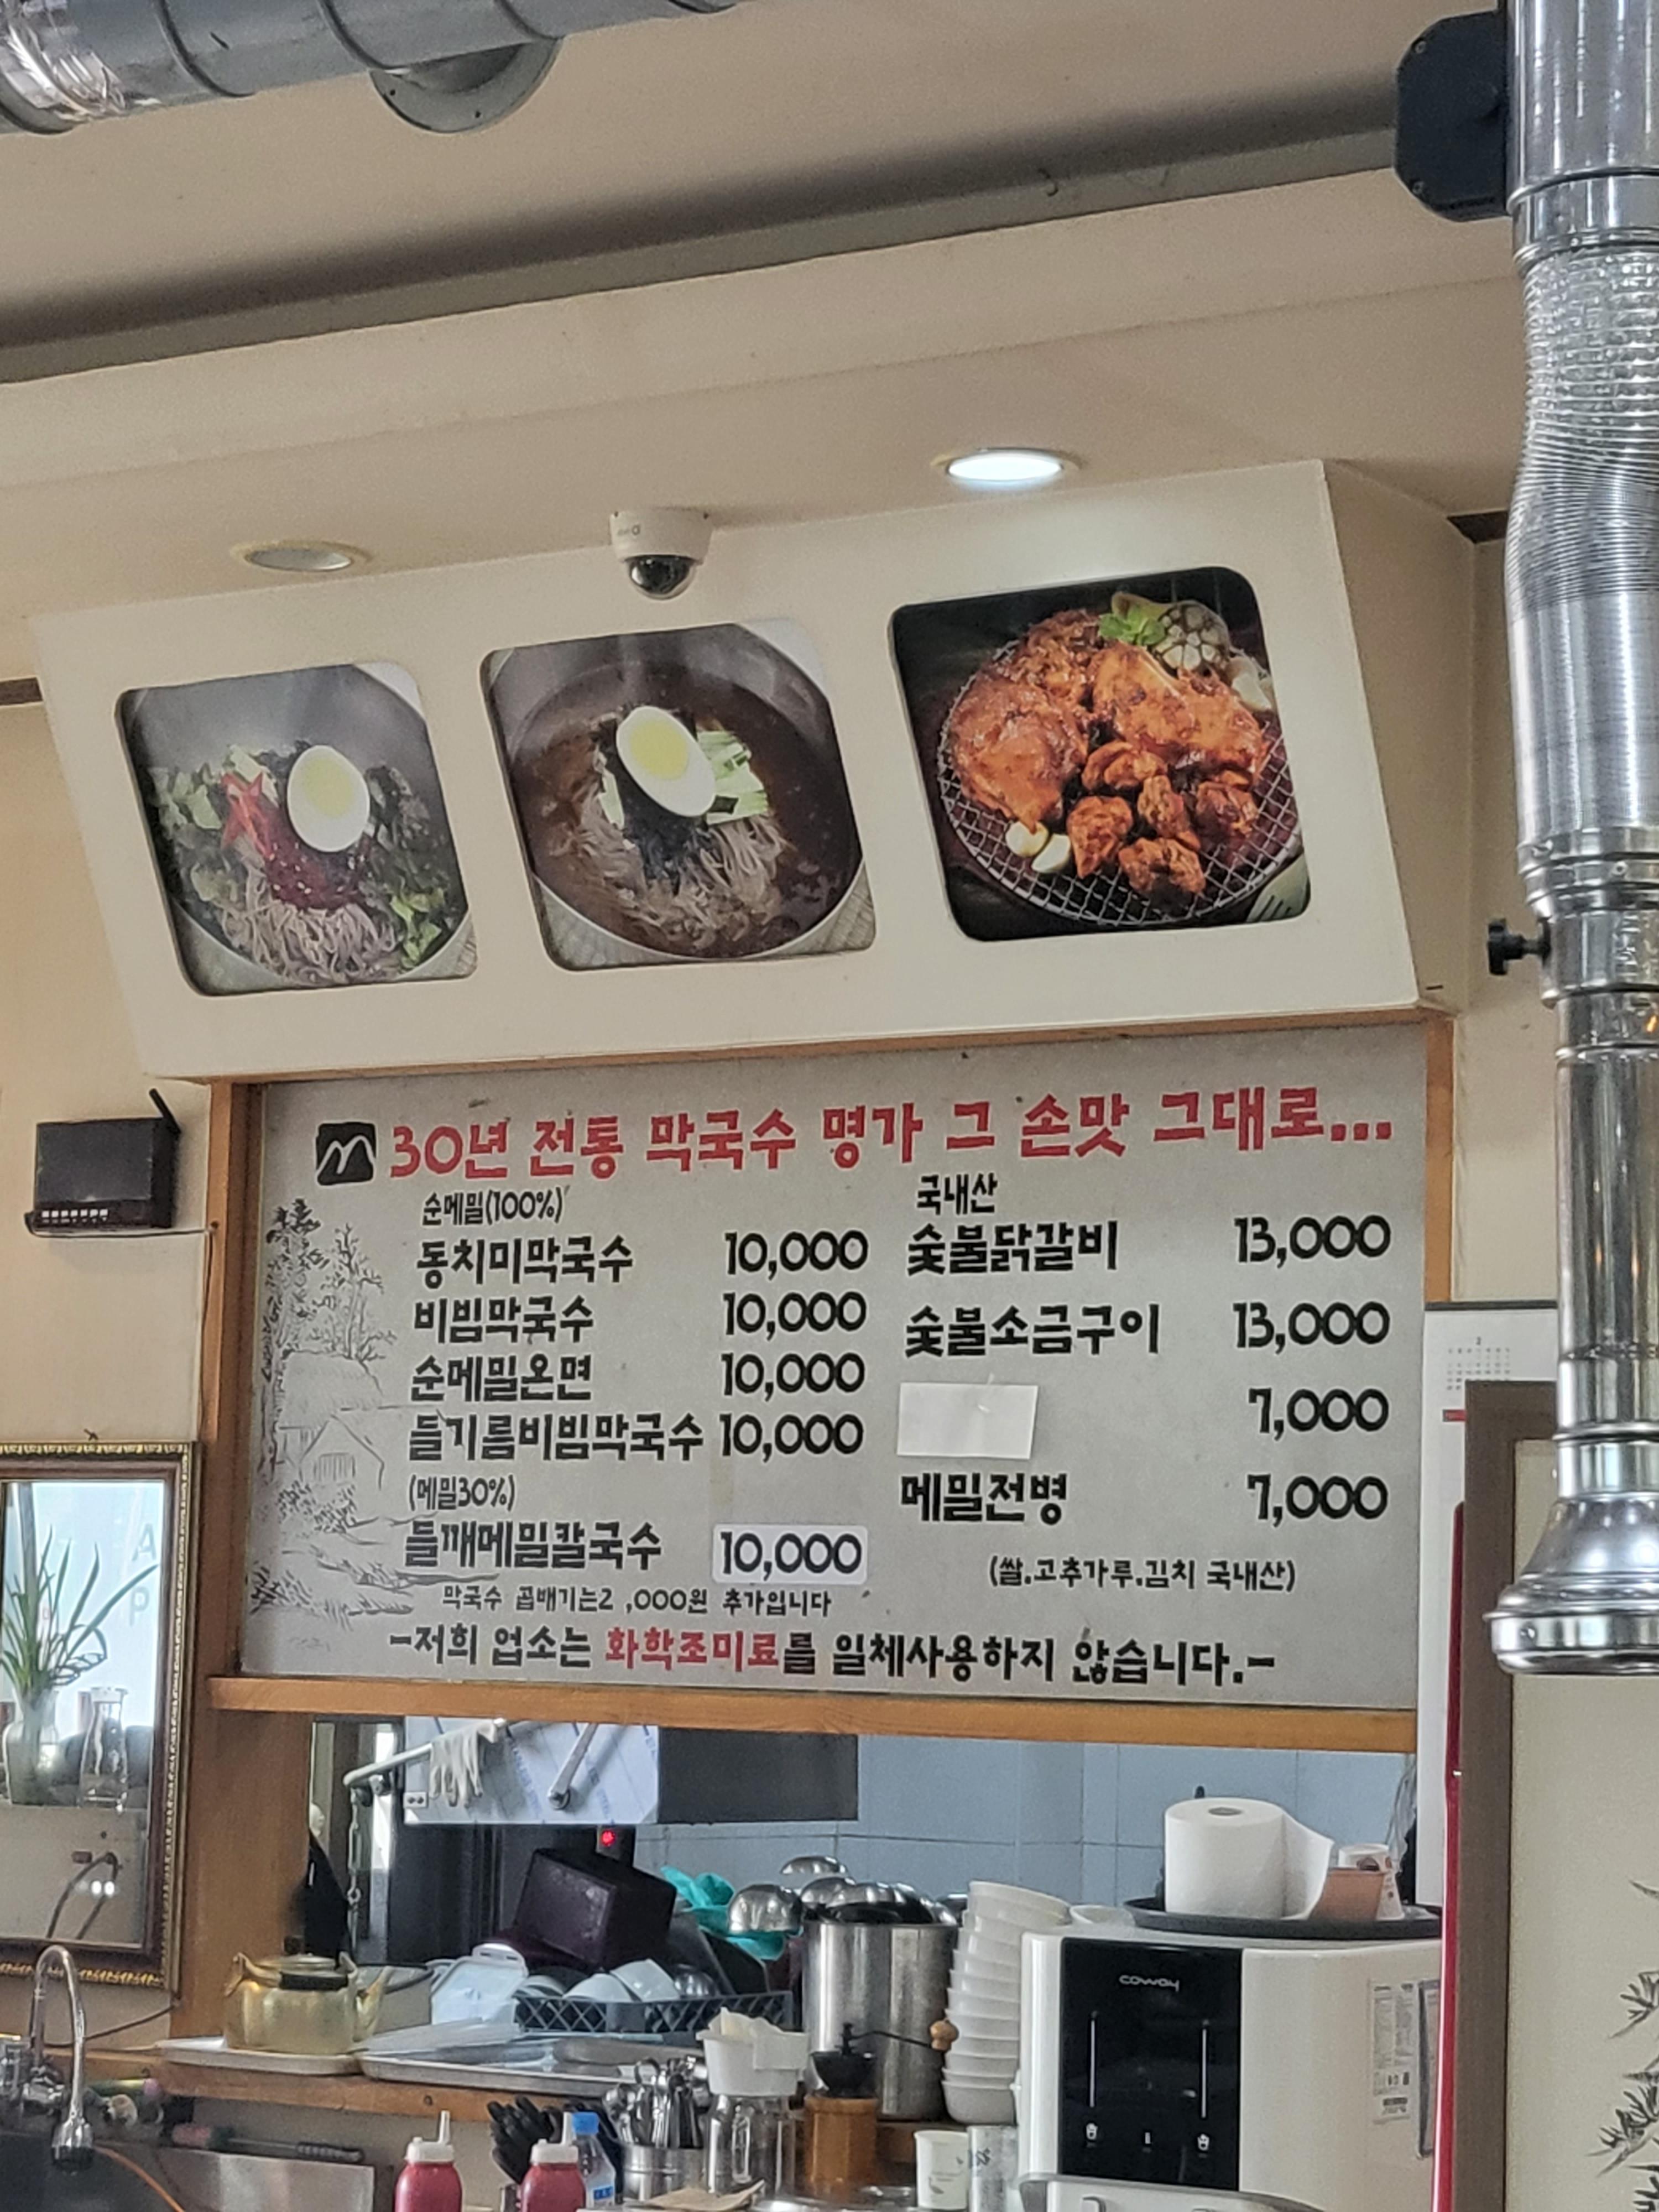 30년 전통 막국수 명가 그 손맛 그대로...
순메밀(100%)
동치미막국수 10,000
비빔막국수 10,000
순메밀온면 10,000
들기름비빔막국수 10,000
(메밀30%)
들깨메밀칼국수 10,000
막국수 곱배기는2 ,000원 추가입니다
국내산
숯불닭갈비 13,000
숯불소금구이 13,000
7,000
메밀전병 7,000
(쌀.고추가루.김치 국내산)
-저희 업소는 화학조미료를 일체사용하지 않습니다.-
coway